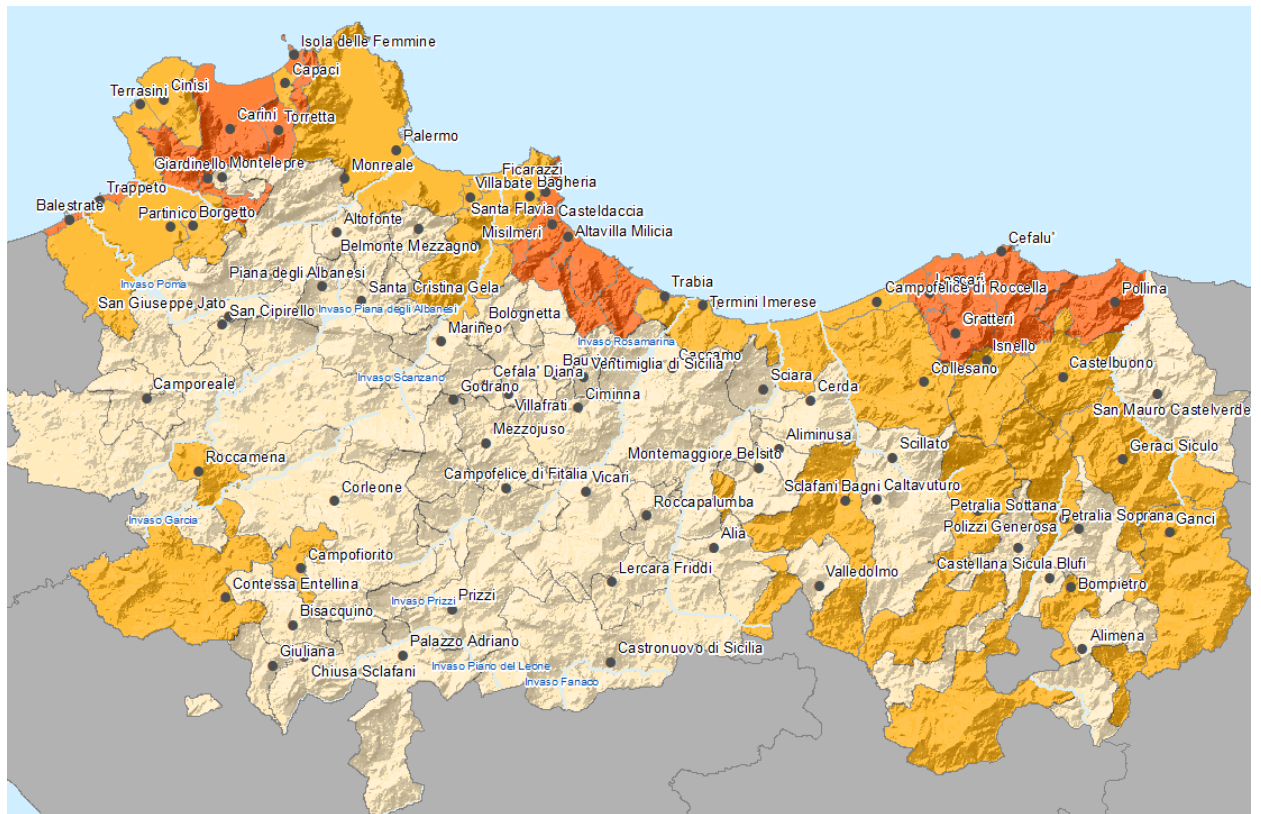 Isola delle Femmine
Capaci
Terrasini
Cinisi
Carini
Torretta
Palermo
Giardinello
Montelepre
Monreale
Ficarazzi
Trappeto
Villabate
Bagheria
Balestrate
Partinico
Borgetto
Santa Flavia
Casteldaccia
Altofonte
Misilmeri
Altavilla Milicia
Belmonte Mezzagno
Cefalu'
Piana degli Albanesi
Invaso Poma
Santa Cristina Gela
Trabia
Lascari
Campofelice di Roccella
Pollina
San Giuseppe Jato
San Cipirello
Invaso Piana degli Albanesi
Bolognetta
Termini Imerese
Marineo
Gratteri
Invaso Rosamarina
Isnello
Caccamo
Ventimiglia di Sicilia
Collesano
Castelbuono
Camporeale
Invaso Scanzano
Cefala' Diana
Godrano
Ciminna
Sciara
Cerda
Villafrati
San Mauro Castelverde
Mezzojuso
Aliminusa
Scillato
Geraci Siculo
Roccamena
Montemaggiore Belsito
Campofelice di Fitalia
Vicari
Corleone
Sclafani Bagni
Caltavuturo
Roccapalumba
Petralia Sottana
Invaso Garcia
Petralia Soprana
Ganci
Polizzi Generosa
Alia
Campofiorito
Lercara Friddi
Valledolmo
Castellana Sicula
Blufi
Contessa Entellina
Bompietro
Invaso Prizzi
Prizzi
Bisacquino
Alimena
Giuliana
Palazzo Adriano
Castronuovo di Sicilia
Chiusa Sclafani
Invaso Piano del Leone
Invaso Fanaco